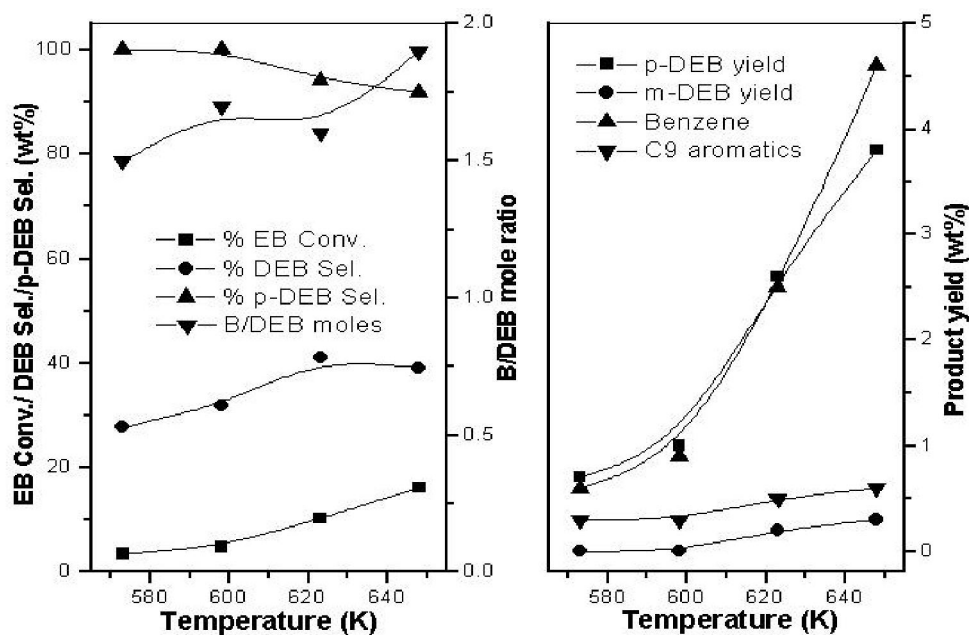 EB Conv./ DEB Sel./p-DEB Sel. (wt%)
100
80
60
40
20
0
% EB Conv.
% DEB Sel.
% p-DEB Sel.
B/DEB moles
580 600 620 640
Temperature (K)
2.0
1.5
1.0
0.5
0.0
B/DEB mole ratio
p-DEB yield
m-DEB yield
Benzene
C9 aromatics
580 600 620 640
Temperature (K)
5
4
3
2
1
0
Product yield (wt%)